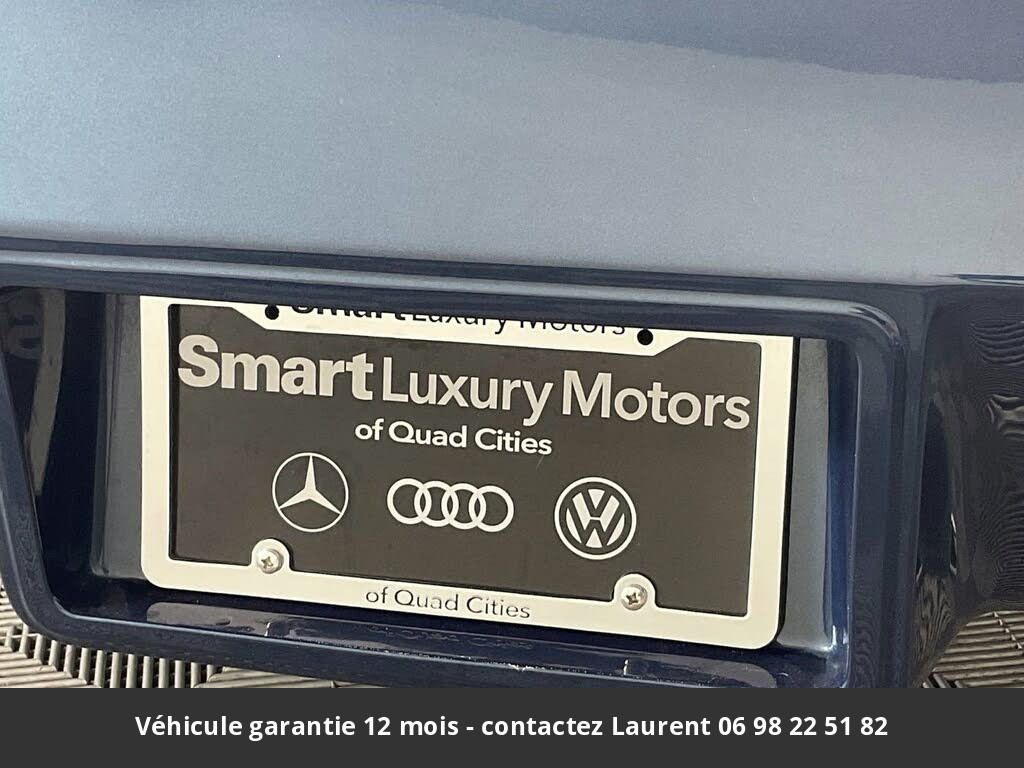 Smart Luxury Motors
Smart Luxury Motors
of Quad Cities
of Quad Cities
Véhicule garantie 12 mois - contactez Laurent 06 98 22 51 82